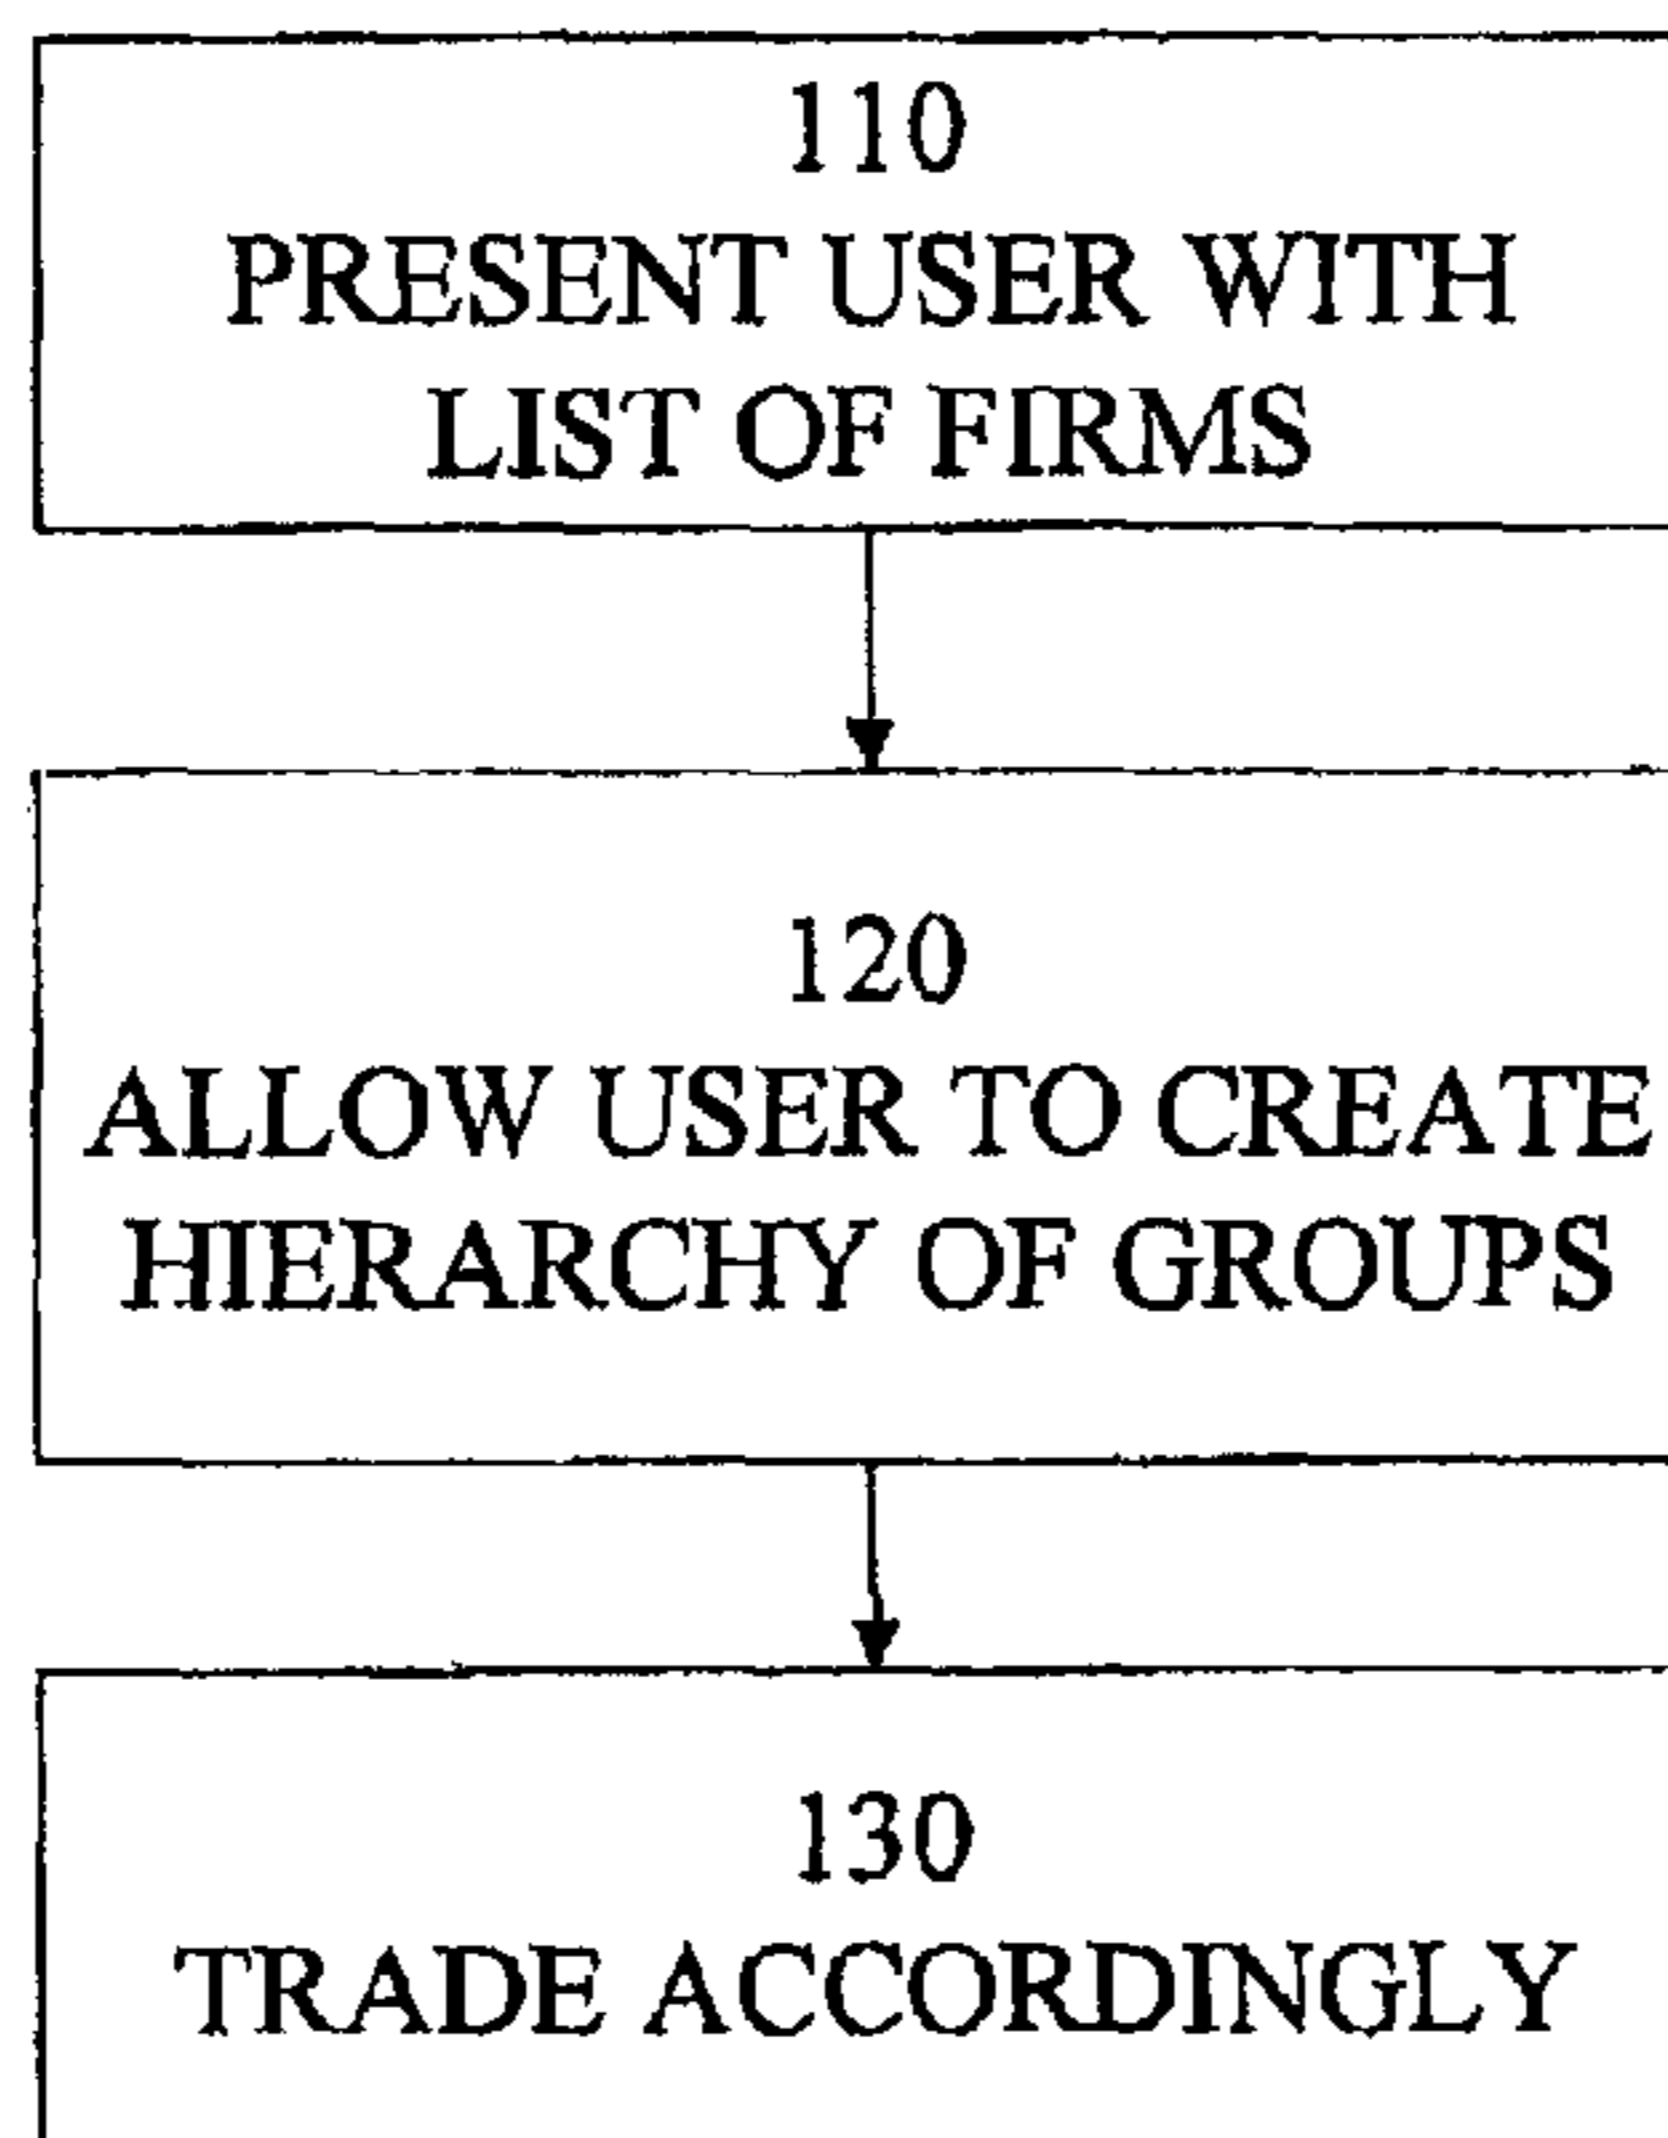 110
PRESENT USER WITH
LIST OF FIRMS
120
ALLOW USER TO CREATE
HIERARCHY OF GROUPS
130
TRADE ACCORDINGLY